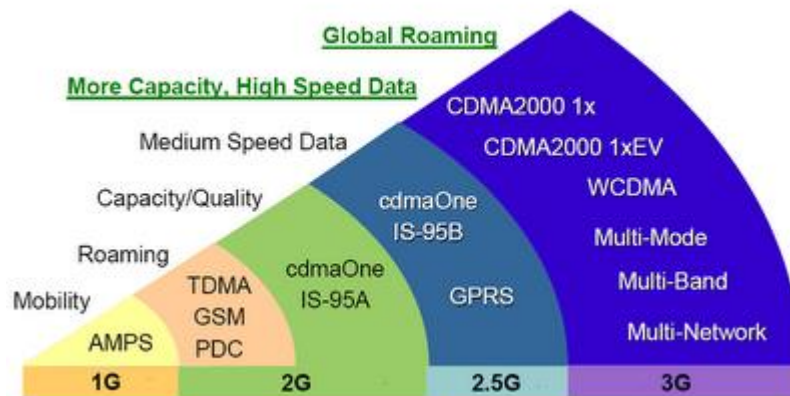 Global Roaming
More Capacity, High Speed Data
Medium Speed Data
Capacity/Quality
Roaming
Mobility
AMPS
TDMA
GSM
PDC
cdmaOne
IS-95A
cdmaOne
IS-95B
GPRS
CDMA2000 1x
CDMA2000 1xEV
WCDMA
Multi-Mode
Multi-Band
Multi-Network
1G
2G
2.5G
3G